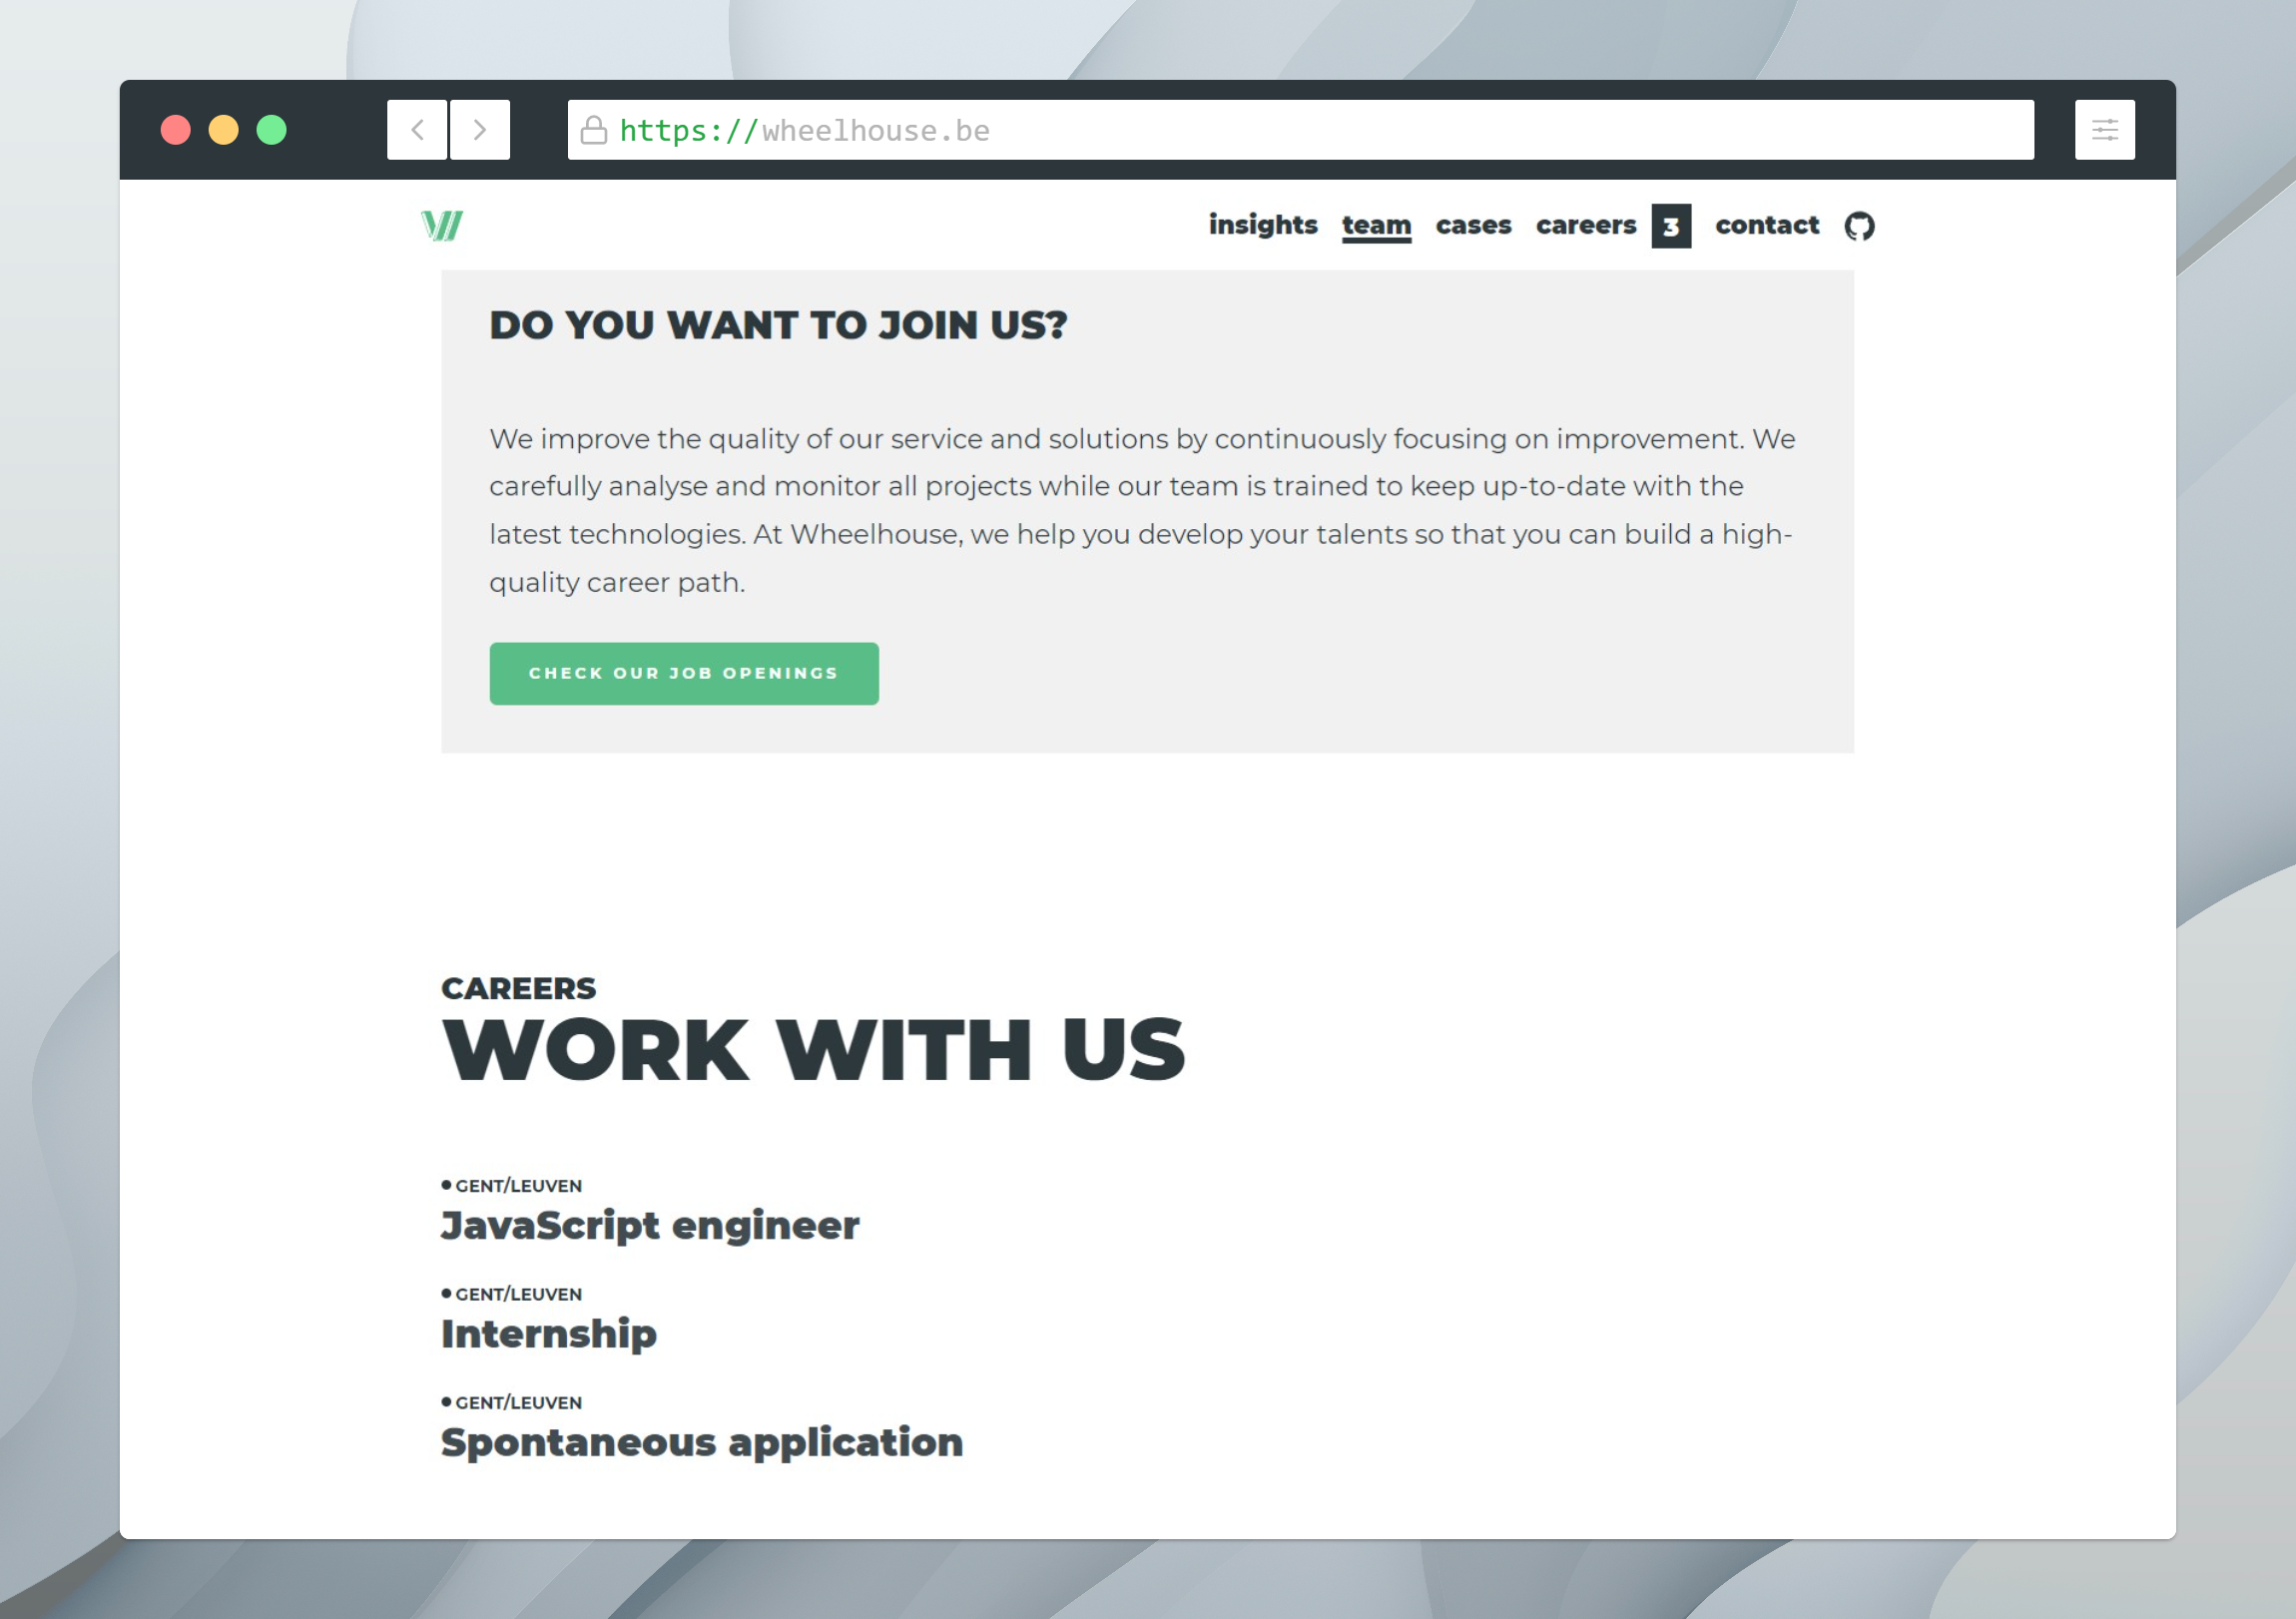 https://wheelhouse.be
insights team cases careers 3 contact
DO YOU WANT TO JOIN US?
We improve the quality of our service and solutions by continuously focusing on improvement. We
carefully analyse and monitor all projects while our team is trained to keep up-to-date with the
latest technologies. At Wheelhouse, we help you develop your talents so that you can build a high-
quality career path.
CHECK OUR JOB OPENINGS
CAREERS
WORK WITH US
GENT/LEUVEN
JavaScript engineer
GENT/LEUVEN
Internship
GENT/LEUVEN
Spontaneous application